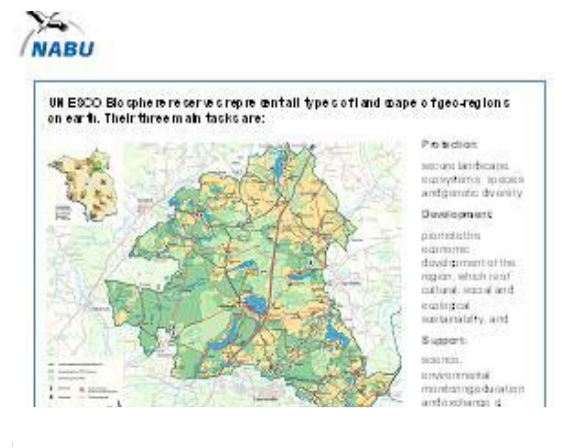 NABU
UNESCO Biosphere reserves represent all types of landscape of geo-regions
on earth. Their three main tasks are:
Protection:
secure landscape,
ecosystems, species
and genetic diversity
Development:
promote the
economic
development of the
region, which is of
cultural, social and
ecological
sustainability, and
Support:
science,
environmental
monitoring education
and exchange